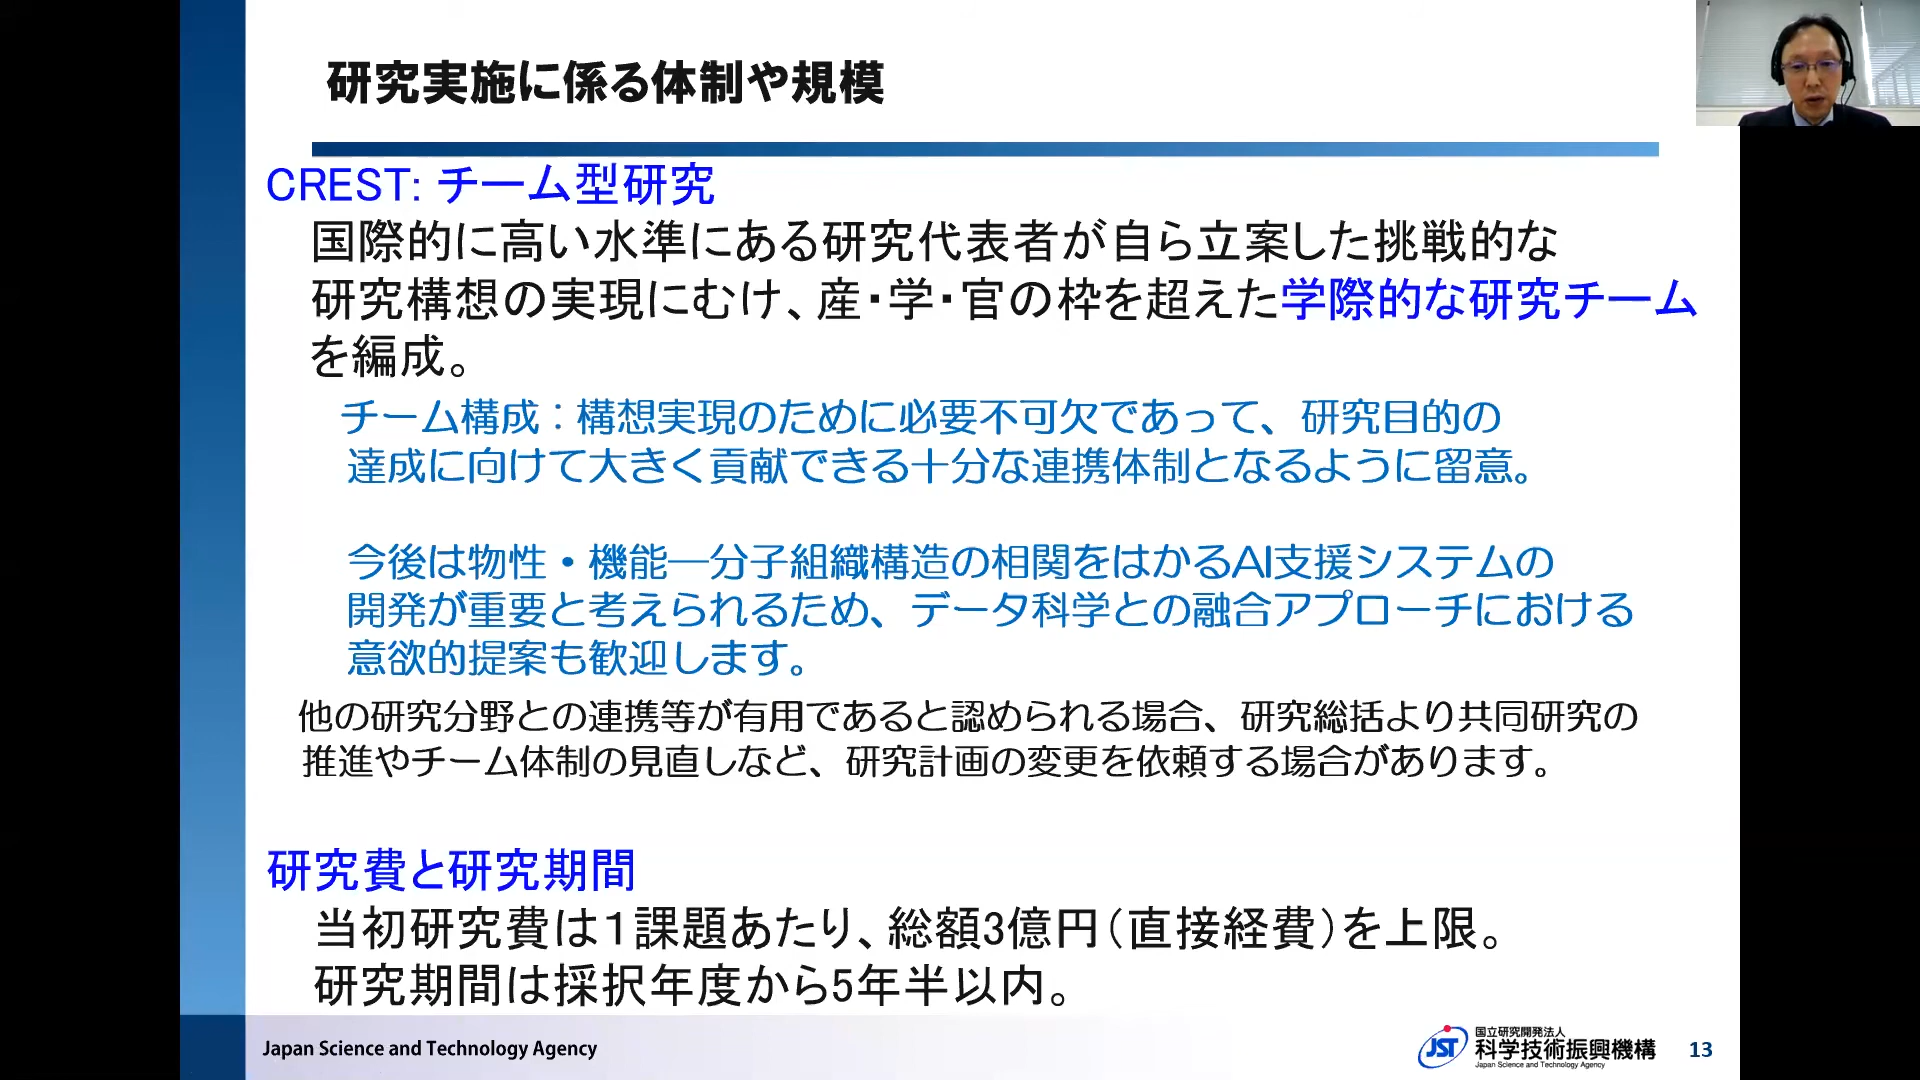 研究実施に係る体制や規模
CREST: チーム型研究
国際的に高い水準にある研究代表者が自ら立案した挑戦的な
研究構想の実現にむけ、産・学・官の枠を超えた学際的な研究チーム
を編成。
チーム構成：構想実現のために必要不可欠であって、研究目的の
達成に向けて大きく貢献できる十分な連携体制となるように留意。
今後は物性・機能―分子組織構造の相関をはかるAI支援システムの
開発が重要と考えられるため、データ科学との融合アプローチにおける
意欲的提案も歓迎します。
他の研究分野との連携等が有用であると認められる場合、研究総括より共同研究の
推進やチーム体制の見直しなど、研究計画の変更を依頼する場合があります。
研究費と研究期間
当初研究費は１課題あたり、総額3億円（直接経費）を上限。
研究期間は採択年度から5年半以内。
Japan Science and Technology Agency
JST
国立研究開発法人
科学技術振興機構
Japan Science and Technology Agency
13